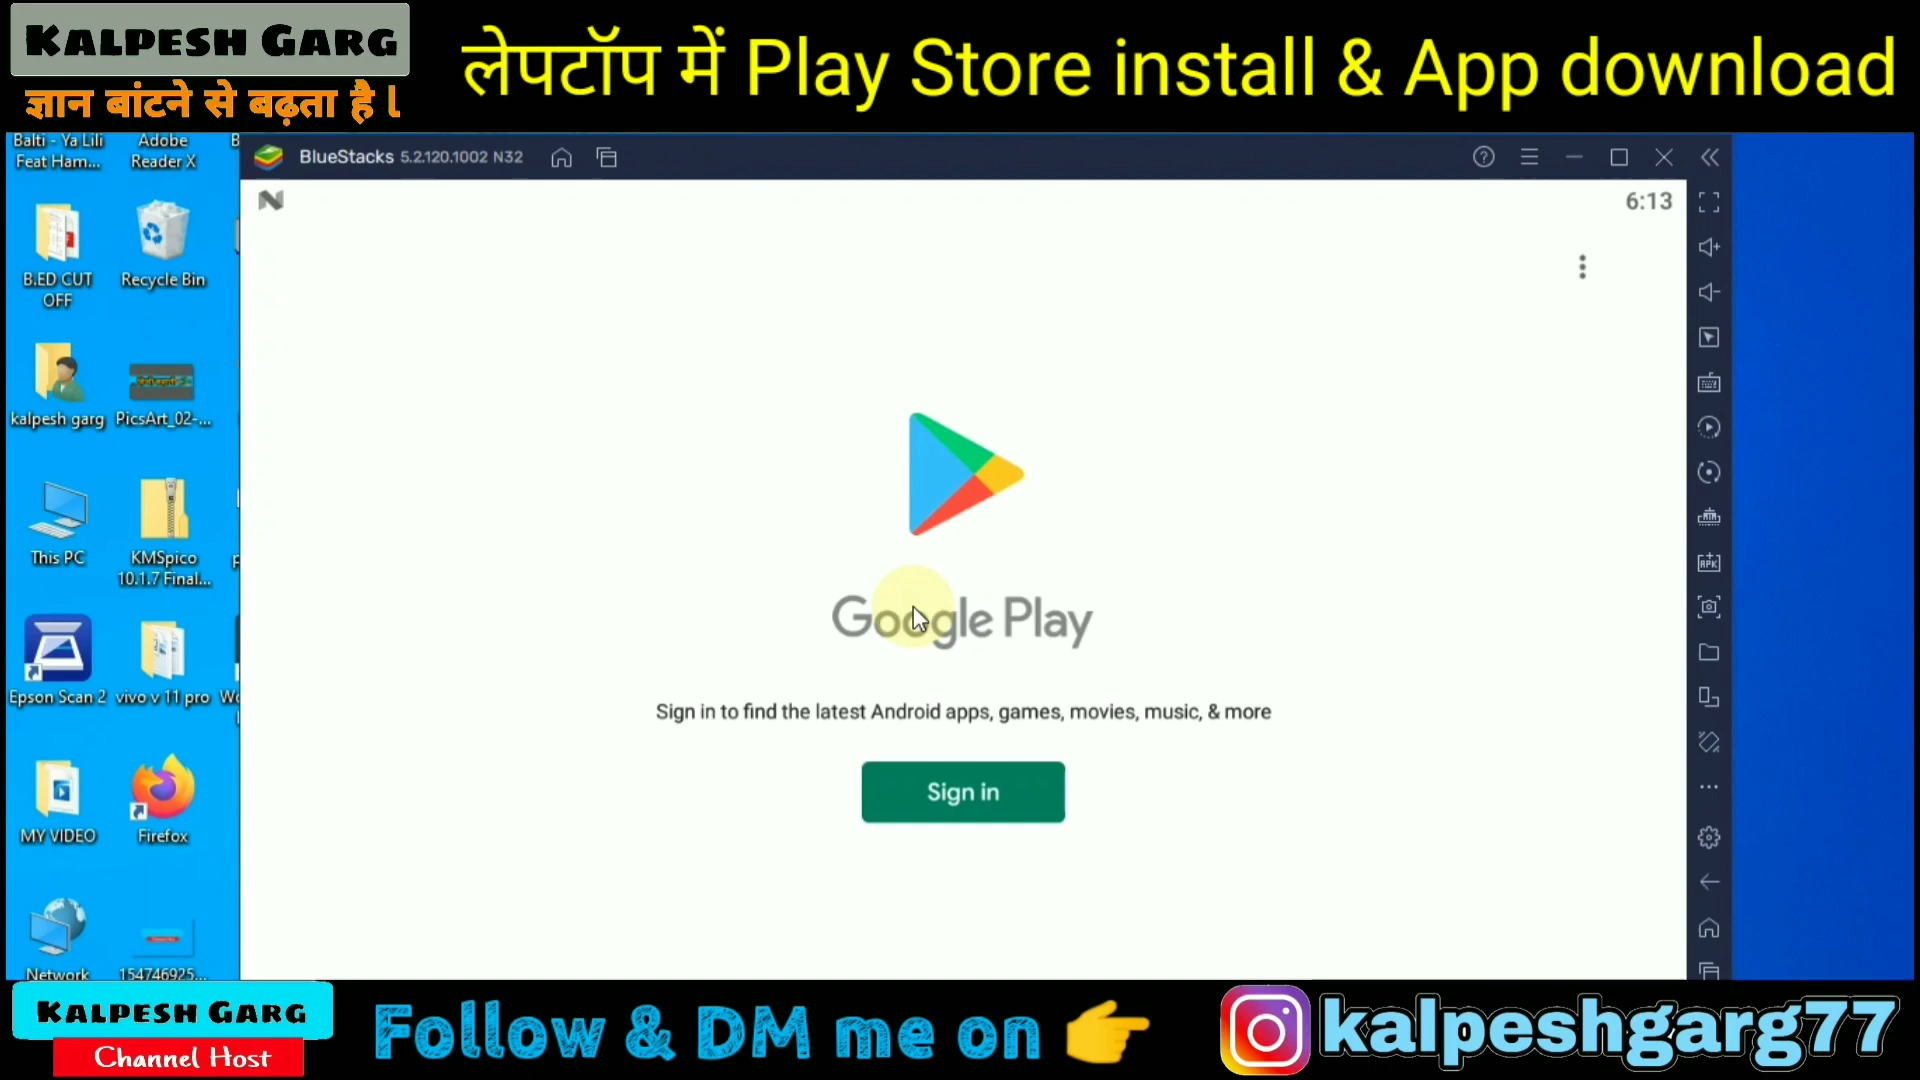 KALPESH GARG
ज्ञान बांटने से बढ़ता है l
लेपटॉप में Play Store install & App download
Balti - Ya Lili
Feat Ham...
Adobe
Reader X
BlueStacks 5.2.120.1002 N32
6:13
B.ED CUT
OFF
Recycle Bin
kalpesh garg
PicsArt_02-...
This PC
KMSpico
10.1.7 Final...
Epson Scan 2
vivo v 11 pro
MY VIDEO
Firefox
Network
154746925...
Google Play
Sign in to find the latest Android apps, games, movies, music, & more
Sign in
KALPESH GARG
Channel Host
Follow & DM me on
kalpeshgarg77